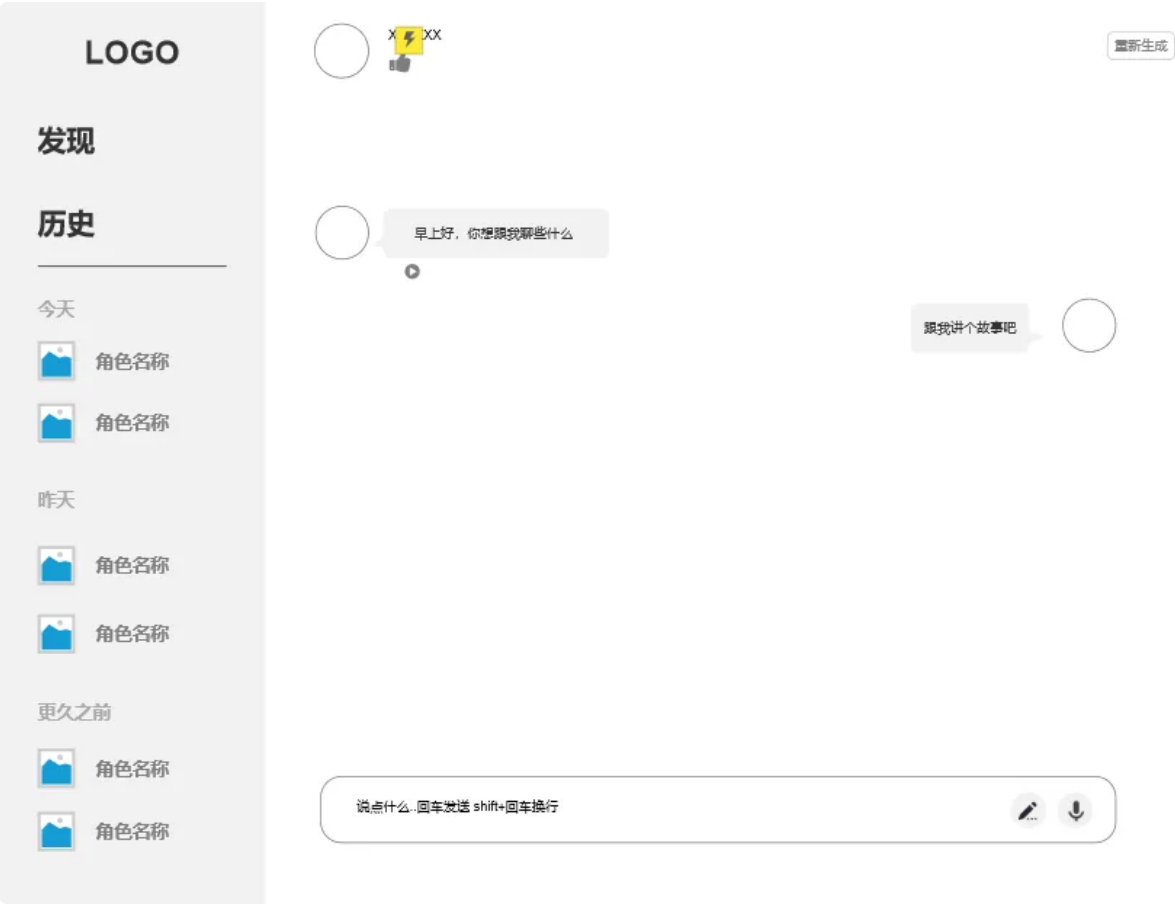 LOGO
发现
历史
今天
角色名称
角色名称
昨天
角色名称
角色名称
更久之前
角色名称
角色名称
重新生成
早上好，你想跟我聊些什么
跟我讲个故事吧
说点什么..回车发送 shift+回车换行